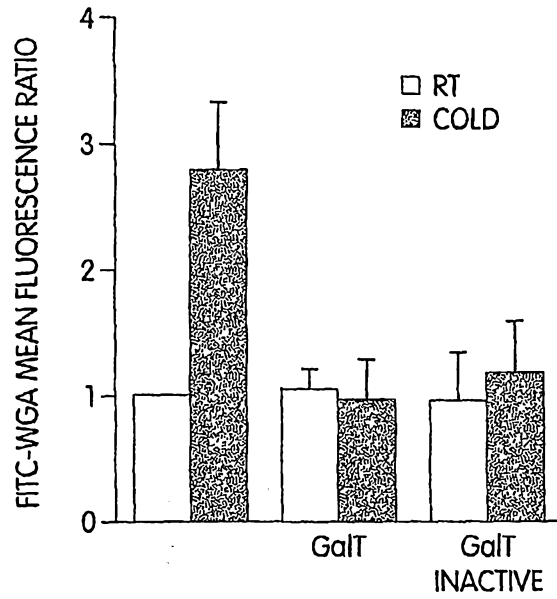 FITC-WGA MEAN FLUORESCENCE RATIO
4
3
2
1
0
RT
COLD
GalT
GalT
INACTIVE